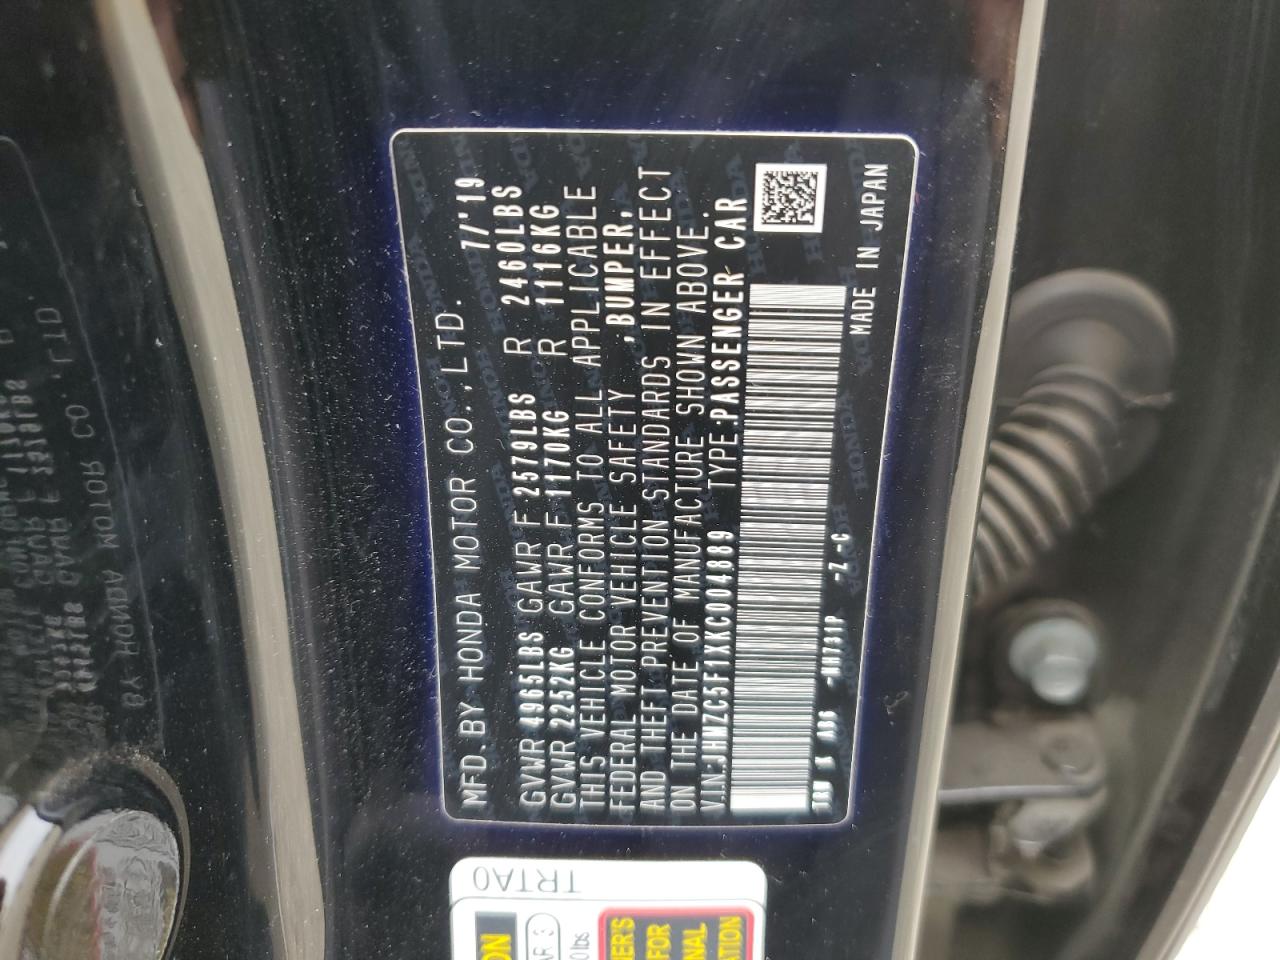 MFD. BY HONDA MOTOR CO.,LTD. 7/'19
GVWR 4965LBS GAWR F 2579LBS R 2460LBS
GVWR 2252KG GAWR F 1170KG R 1116KG
THIS VEHICLE CONFORMS TO ALL APPLICABLE
FEDERAL MOTOR VEHICLE SAFETY ,BUMPER,
AND THEFT PREVENTION STANDARDS IN EFFECT
ON THE DATE OF MANUFACTURE SHOWN ABOVE.
VIN:JHMZC5F1XKC004889 TYPE:PASSENGER CAR
-NH731P -Z-C
MADE IN JAPAN
TRTA0